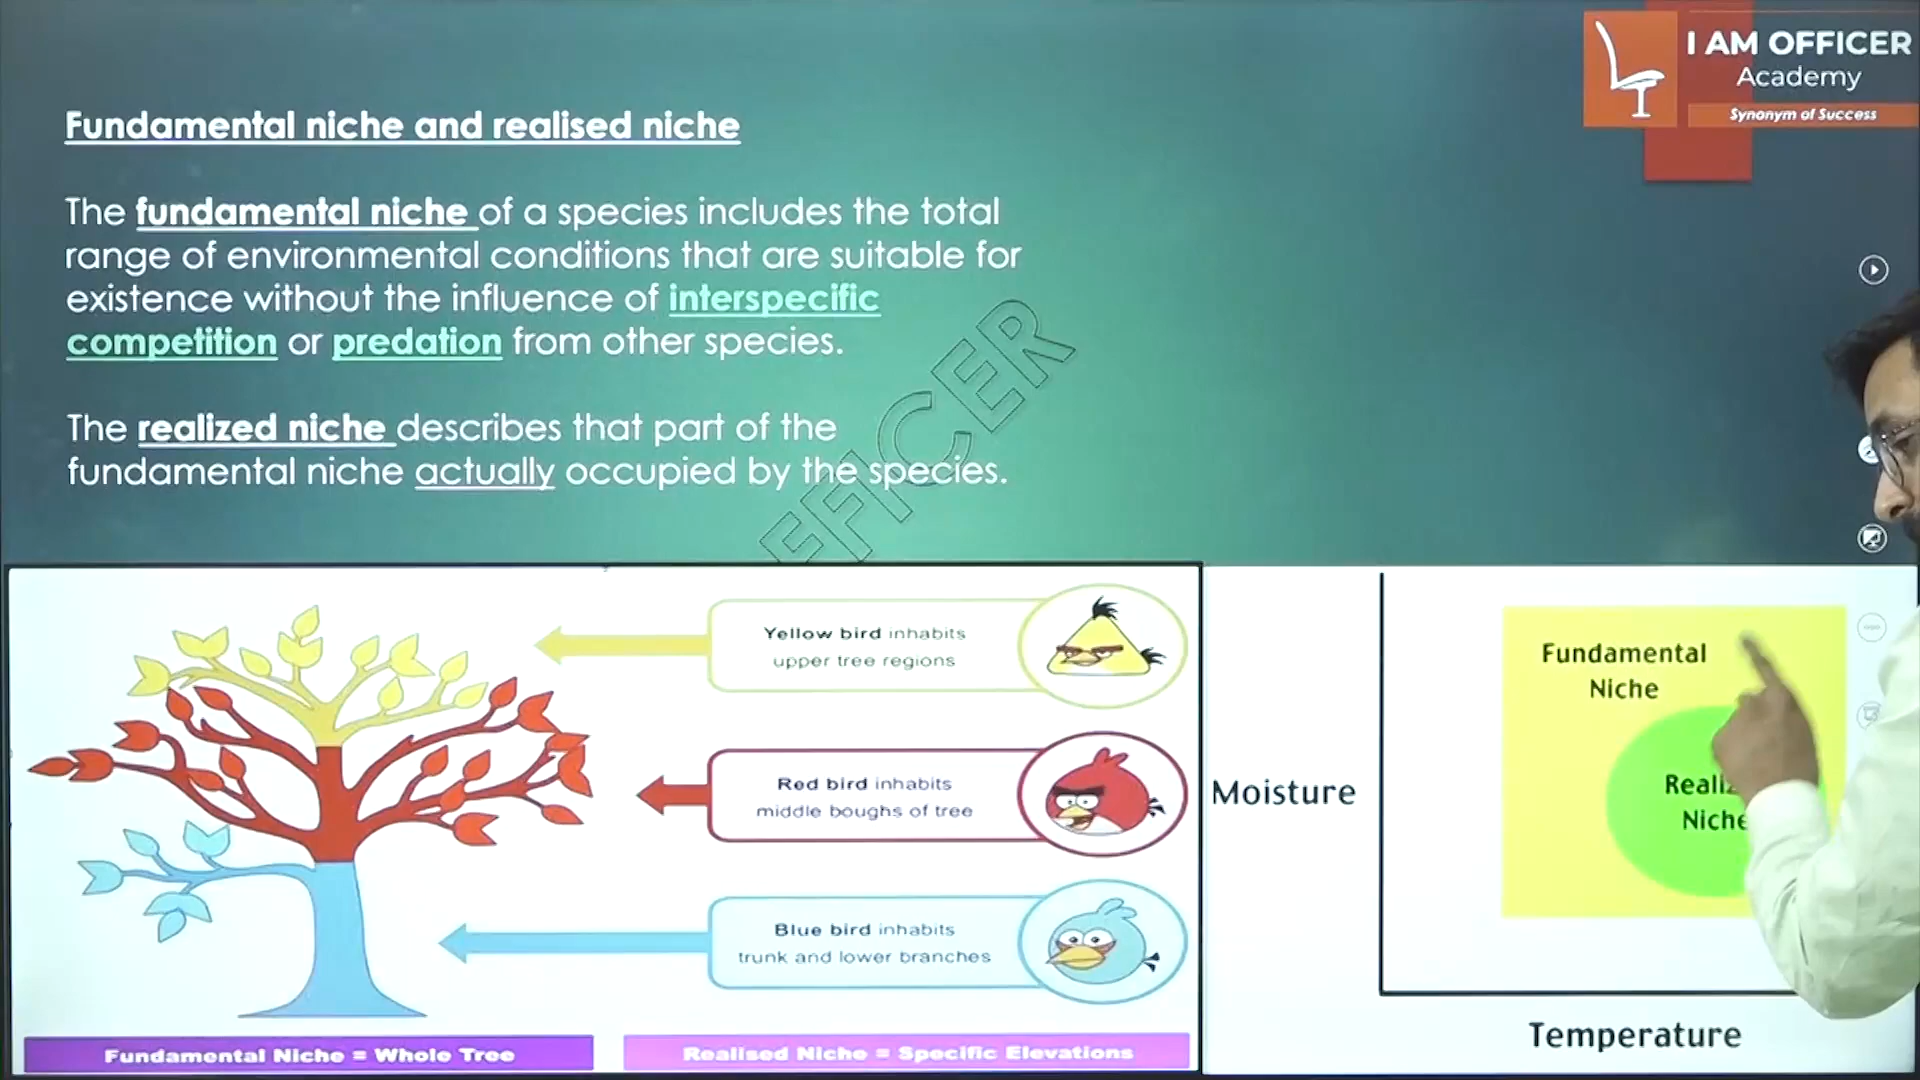 I AM OFFICER
Academy
Synonym of Success
Fundamental niche and realised niche
The fundamental niche of a species includes the total
range of environmental conditions that are suitable for
existence without the influence of interspecific
competition or predation from other species.
The realized niche describes that part of the
fundamental niche actually occupied by the species.
Yellow bird inhabits
upper tree regions
Red bird inhabits
middle boughs of tree
Blue bird inhabits
trunk and lower branches
Fundamental Niche = Whole Tree
Realised Niche = Specific Elevations
Moisture
Fundamental
Niche
Niche
Temperature